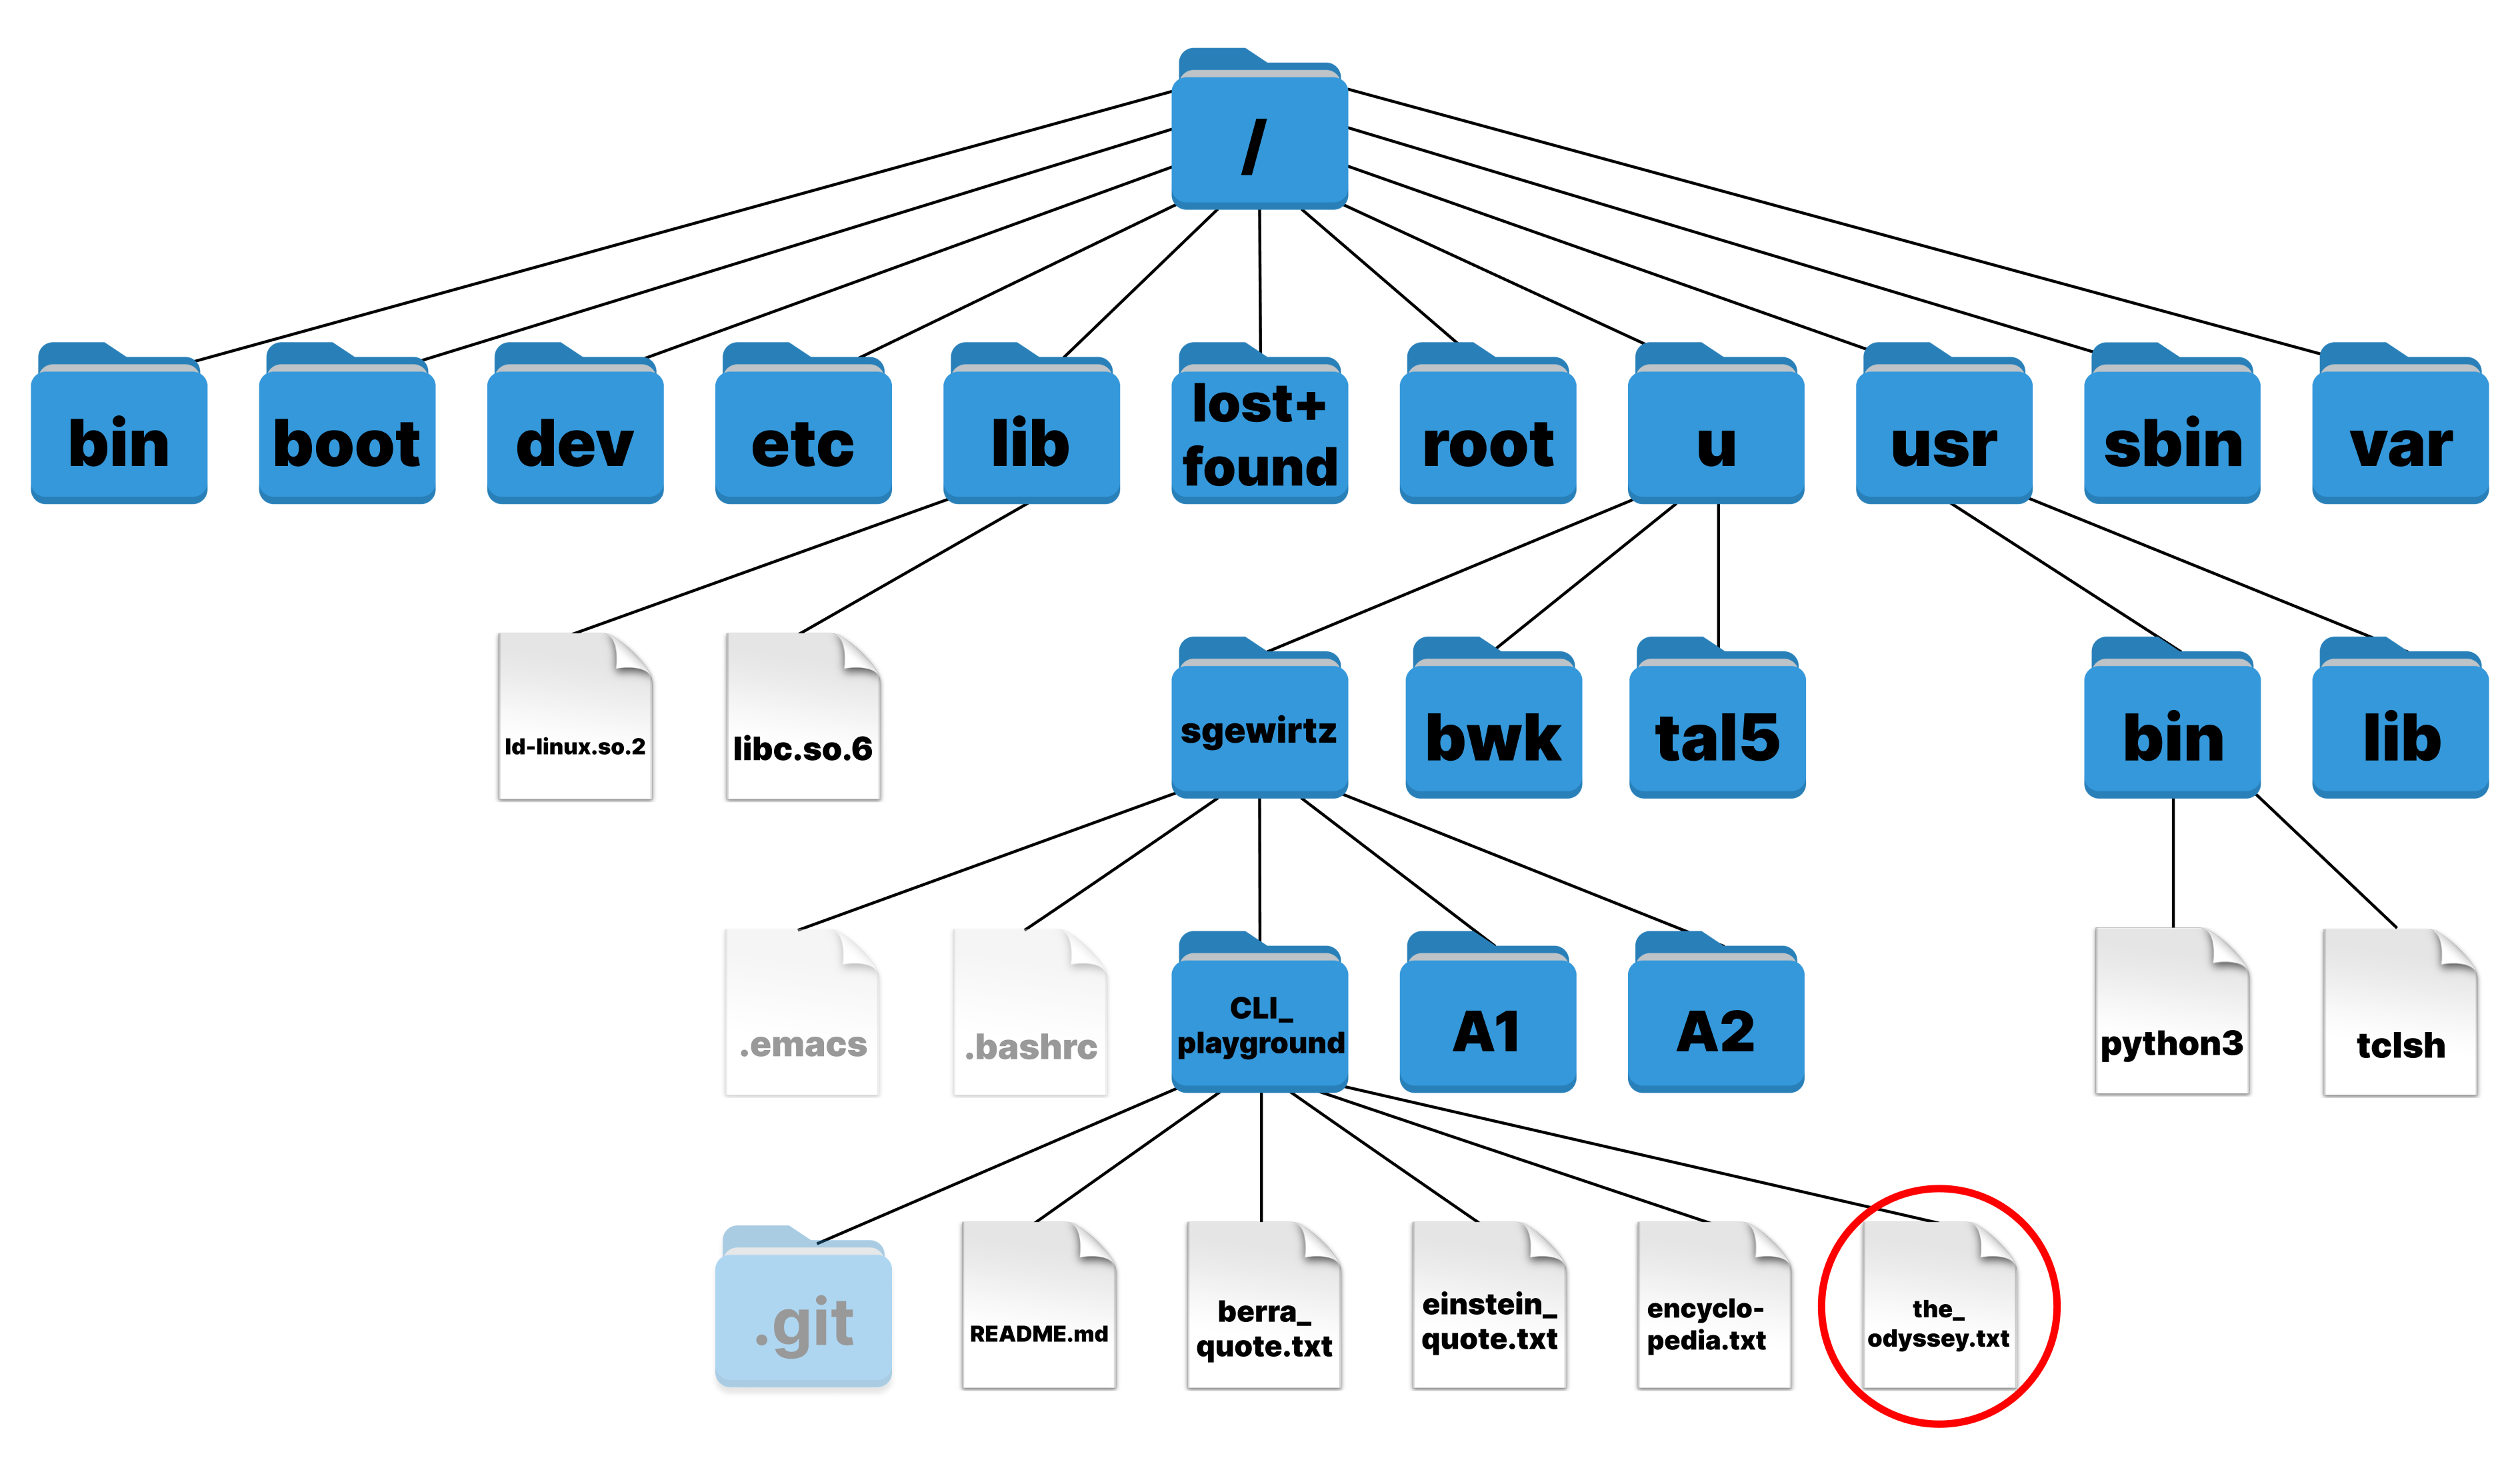 /
bin
boot
dev
etc
lib
lost+
found
root
u
usr
sbin
var
ld-linux.so.2
libc.so.6
sgewirtz
bwk
tal5
bin
lib
.emacs
.bashrc
CLI_
playground
A1
A2
python3
tclsh
.git
README.md
berra_
quote.txt
einstein_
quote.txt
encyclo-
pedia.txt
the_
odyssey.txt